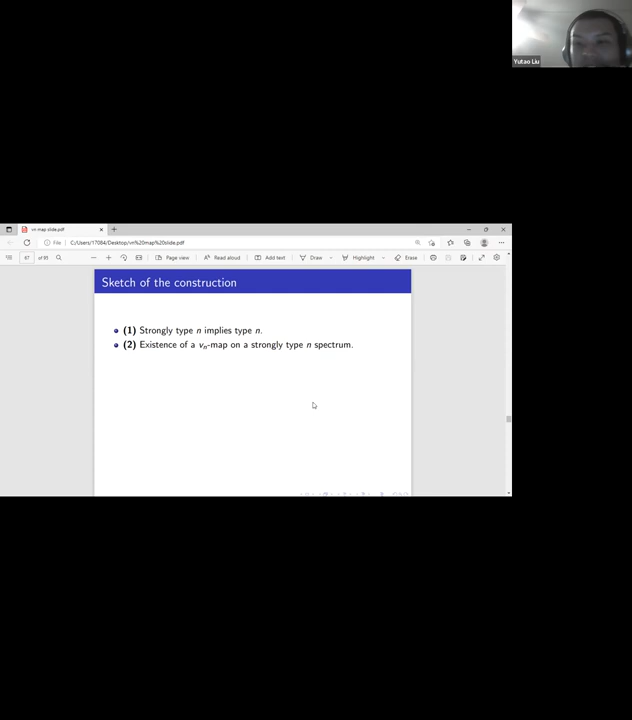 Yutao Liu
vn map slide.pdf
File C:/Users/17084/Desktop/vn%20map%20slide.pdf
67 of 93 Page view Read aloud Add text Draw Highlight Erase
Sketch of the construction
(1) Strongly type n implies type n.
(2) Existence of a vₙ-map on a strongly type n spectrum.